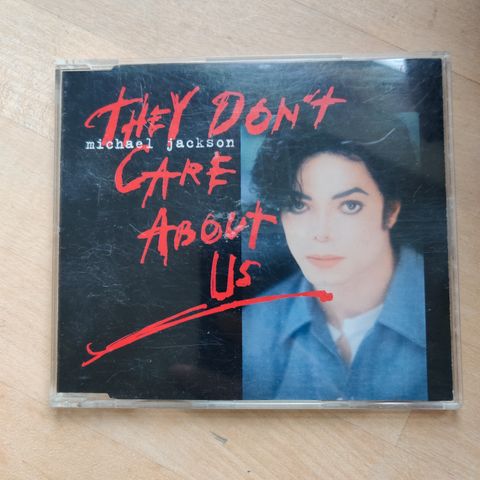 THEY DON'T
michael jackson
CARE
ABOUT
US